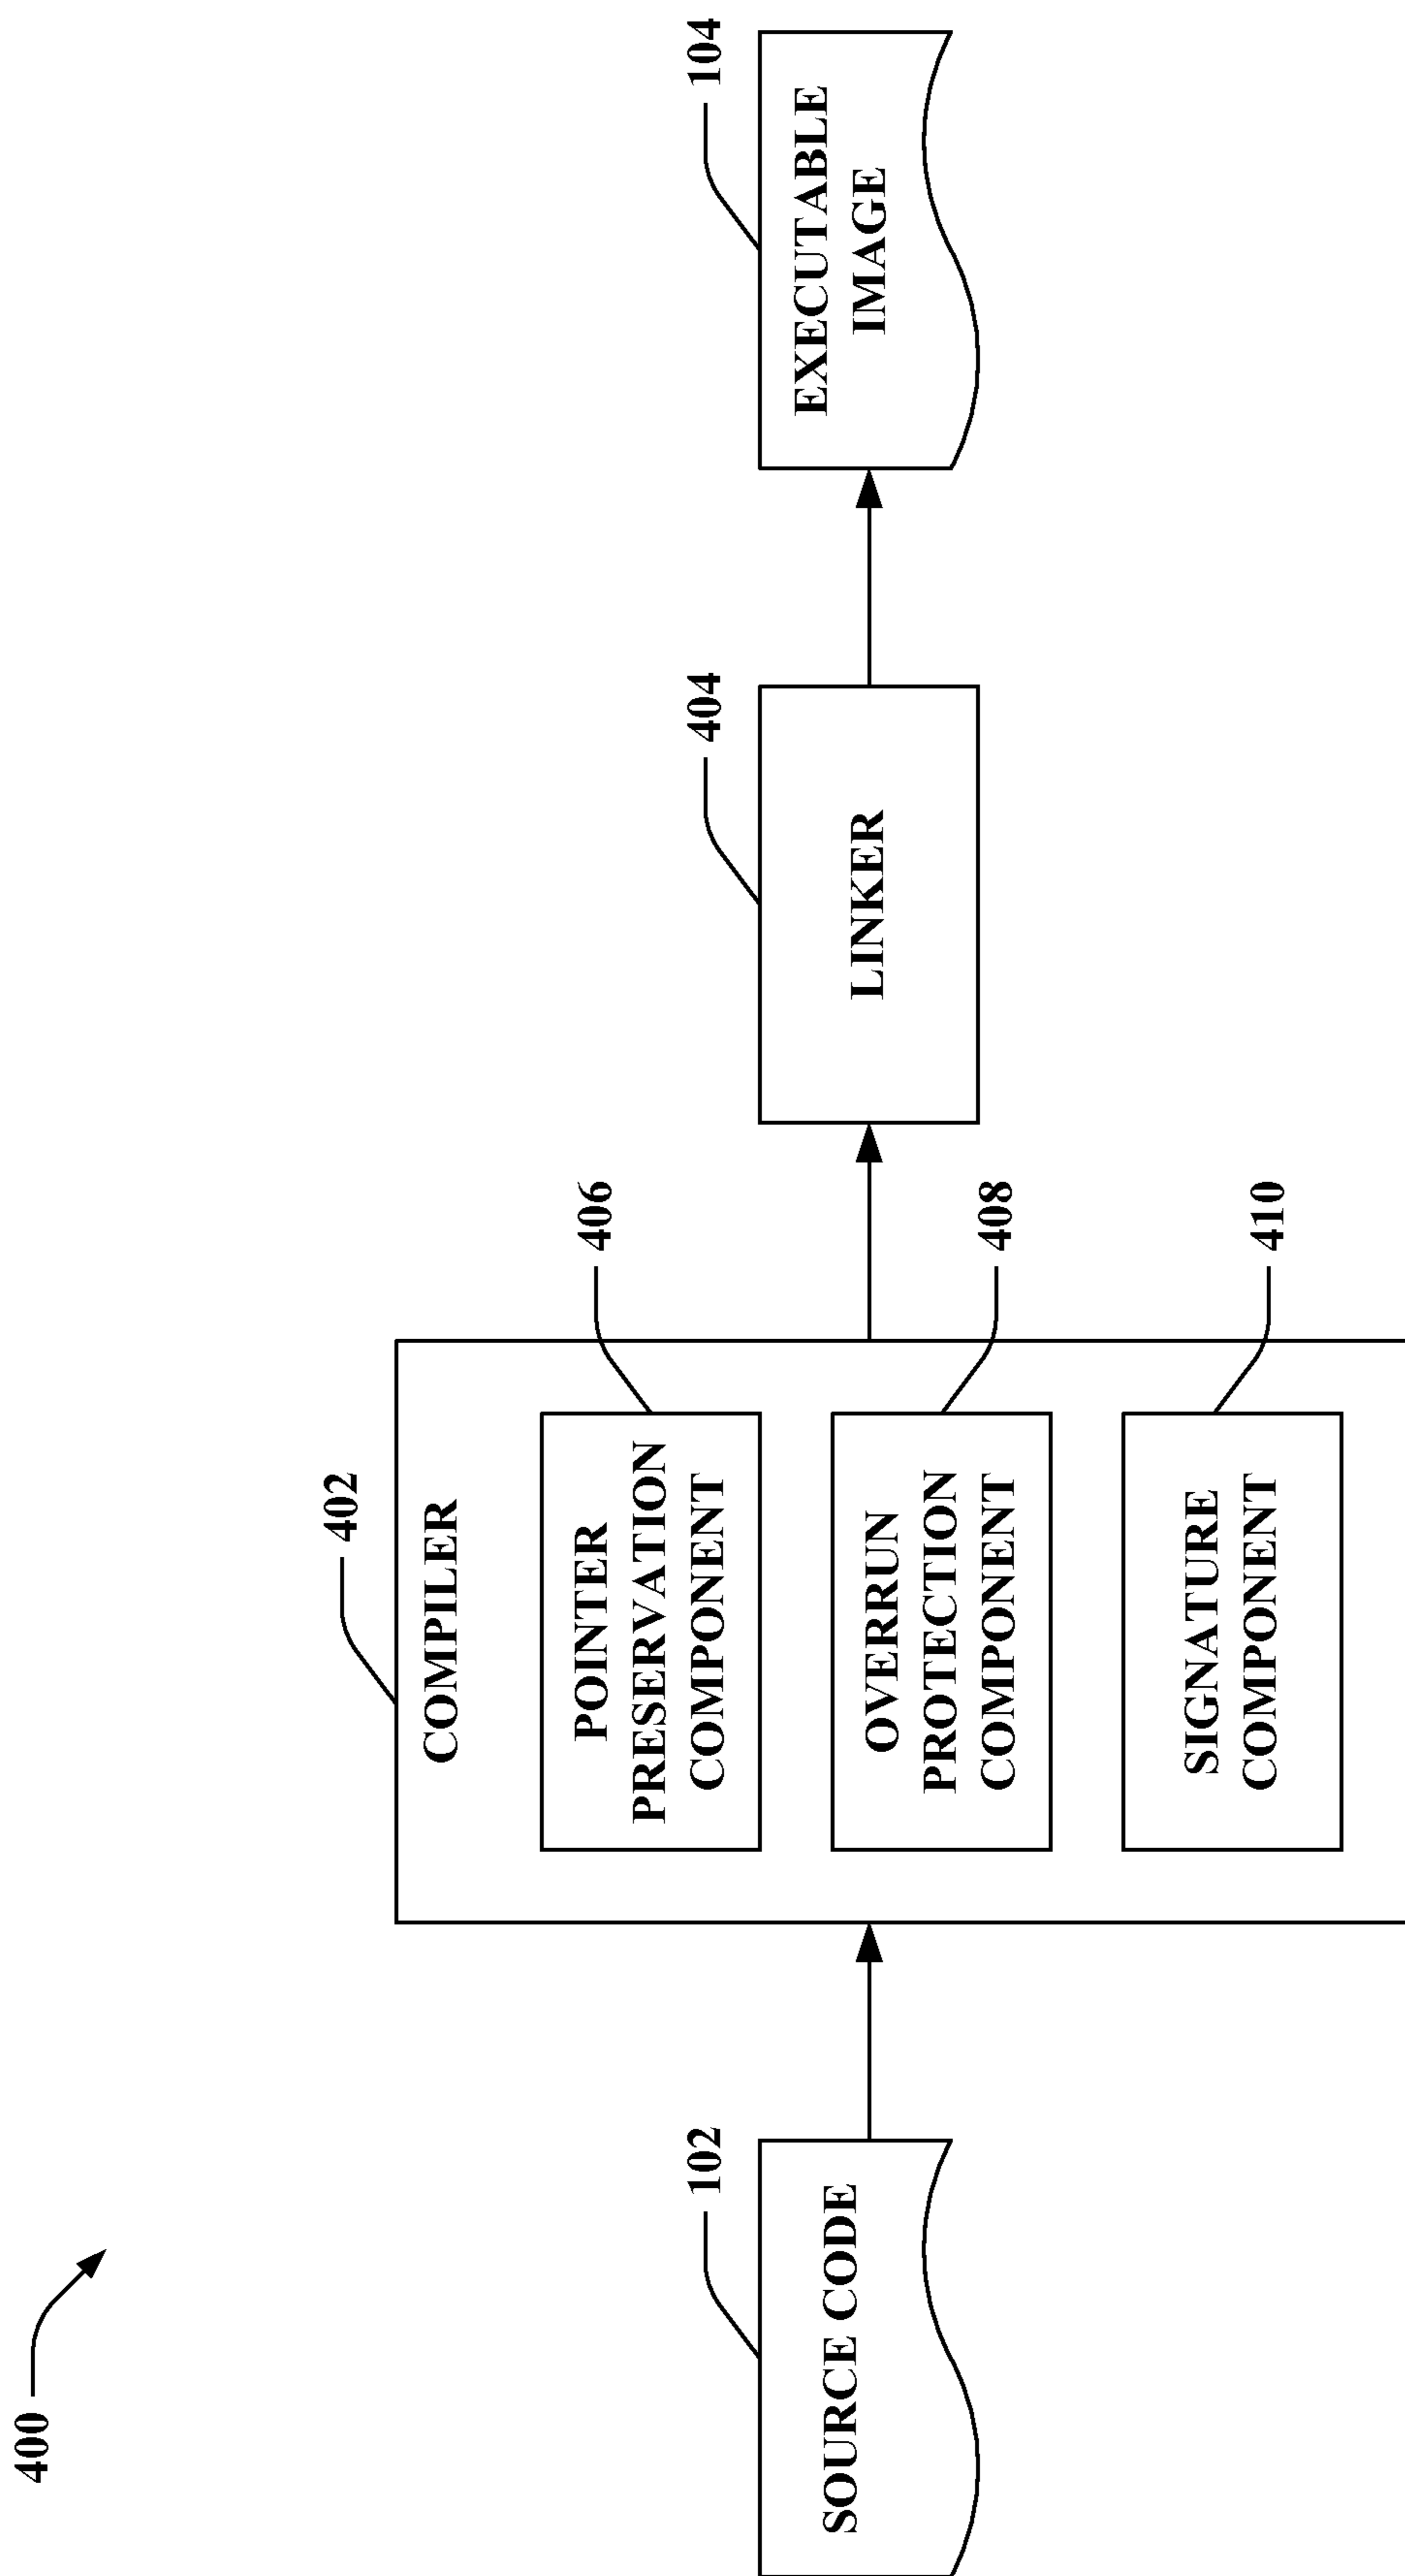 400
402
COMPILER
406
POINTER
PRESERVATION
COMPONENT
102
SOURCE CODE
404
LINKER
104
EXECUTABLE
IMAGE
408
OVERRUN
PROTECTION
COMPONENT
410
SIGNATURE
COMPONENT